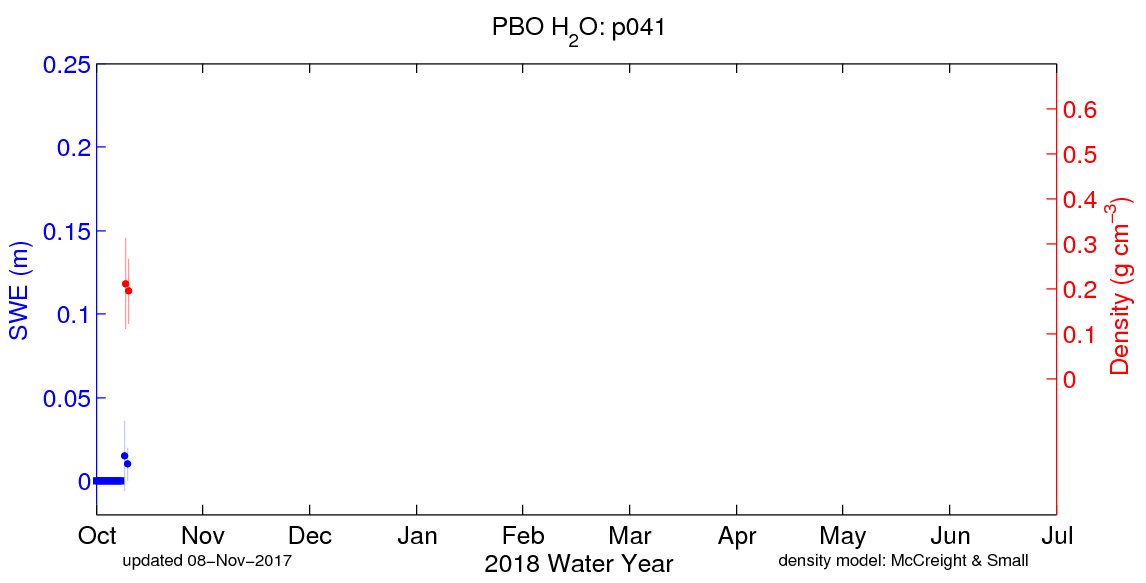 PBO H₂O: p041
0.25
0.2
0.15
0.1
0.05
0
SWE (m)
0.6
0.5
0.4
0.3
0.2
0.1
0
Density (g cm⁻³)
Oct Nov Dec Jan Feb Mar Apr May Jun Jul
updated 08−Nov−2017
2018 Water Year
density model: McCreight & Small